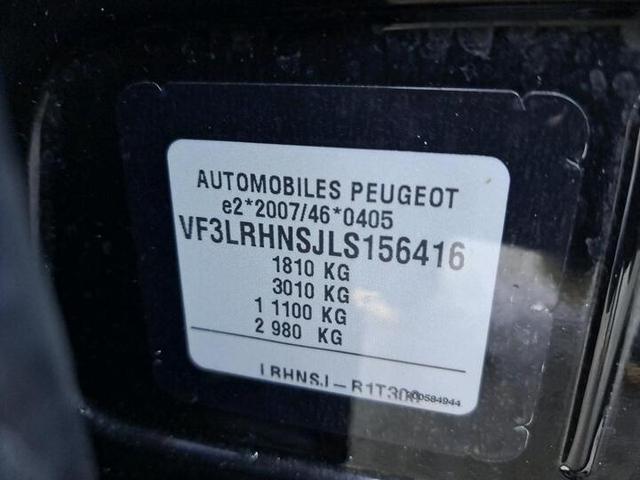 AUTOMOBILES PEUGEOT
e2*2007/46*0405
VF3LRHNSJLS156416
1810 KG
3010 KG
1 1100 KG
2 980 KG
LRHNSJ – R1T300